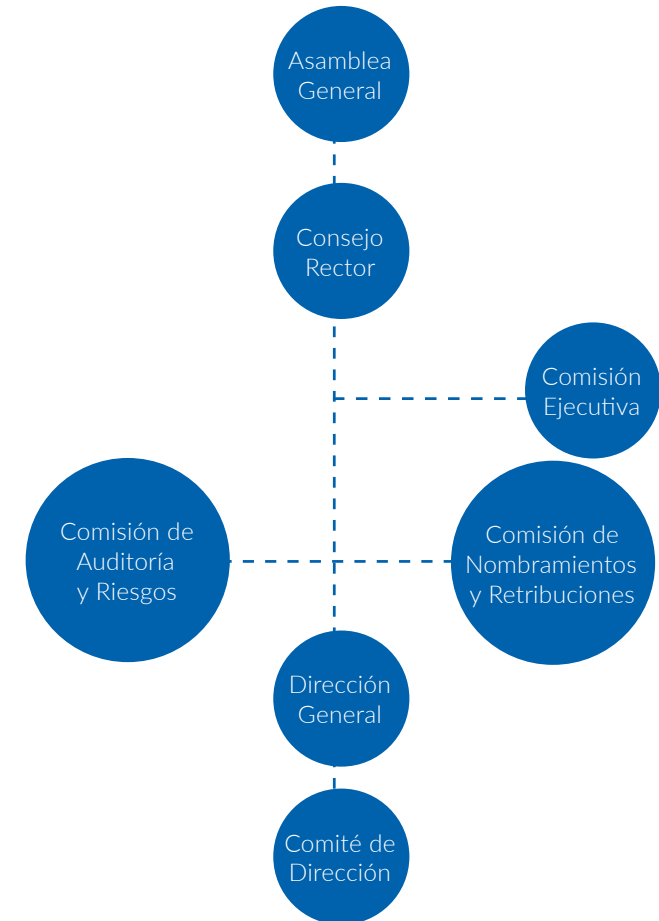 Asamblea
General
Consejo
Rector
Comisión
Ejecutiva
Comisión de
Auditoría
y Riesgos
Comisión de
Nombramientos
y Retribuciones
Dirección
General
Comité de
Dirección